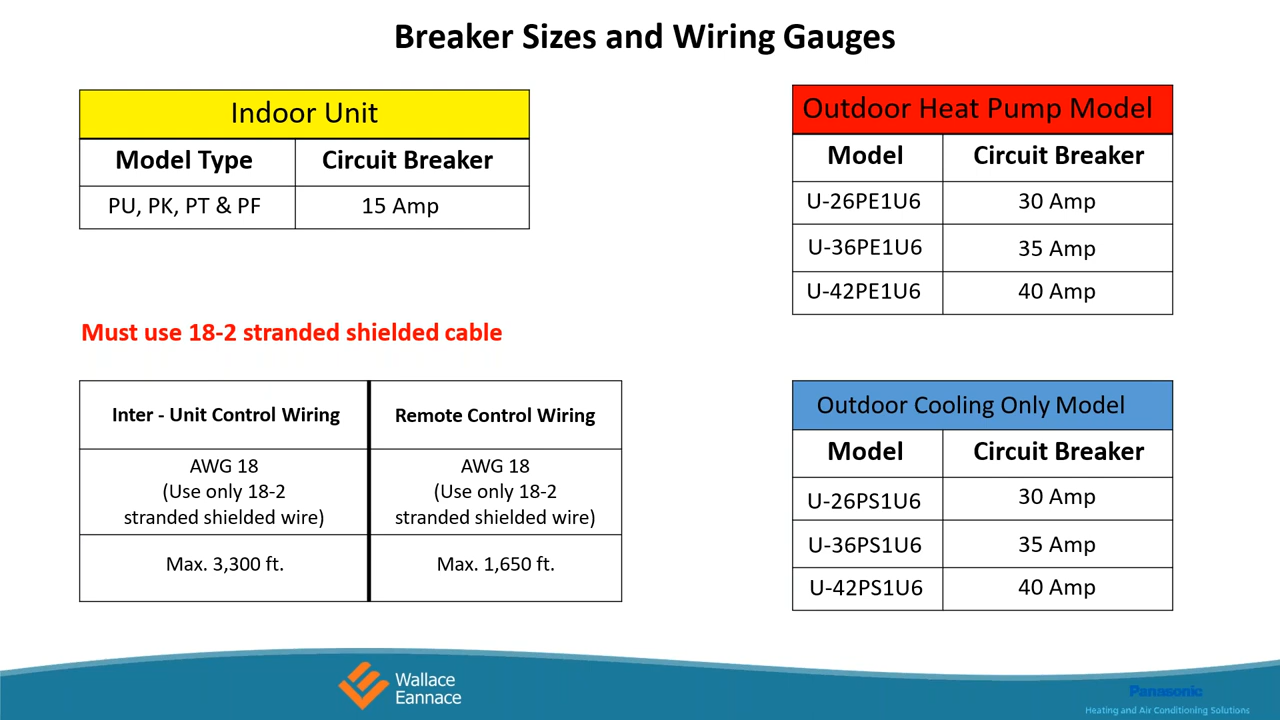 Breaker Sizes and Wiring Gauges
Indoor Unit
Model Type Circuit Breaker
PU, PK, PT & PF 15 Amp
Must use 18-2 stranded shielded cable
Inter - Unit Control Wiring Remote Control Wiring
AWG 18
(Use only 18-2
stranded shielded wire)
AWG 18
(Use only 18-2
stranded shielded wire)
Max. 3,300 ft. Max. 1,650 ft.
Outdoor Heat Pump Model
Model Circuit Breaker
U-26PE1U6 30 Amp
U-36PE1U6 35 Amp
U-42PE1U6 40 Amp
Outdoor Cooling Only Model
Model Circuit Breaker
U-26PS1U6 30 Amp
U-36PS1U6 35 Amp
U-42PS1U6 40 Amp
Wallace
Eannace
Panasonic
Heating and Air Conditioning Solutions